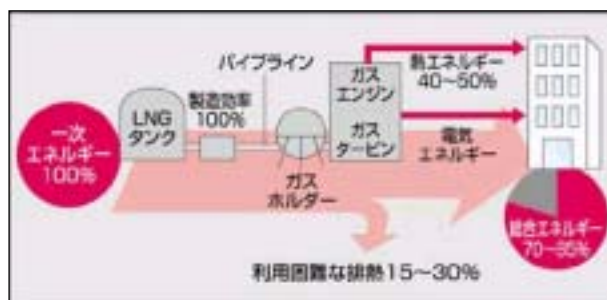 一次
エネルギー
100%
LNG
タンク
製造効率
100%
パイプライン
ガス
ホルダー
ガス
エンジン
ガス
タービン
熱エネルギー
40～50%
電気
エネルギー
総合エネルギー
70～85%
利用困難な排熱15～30%